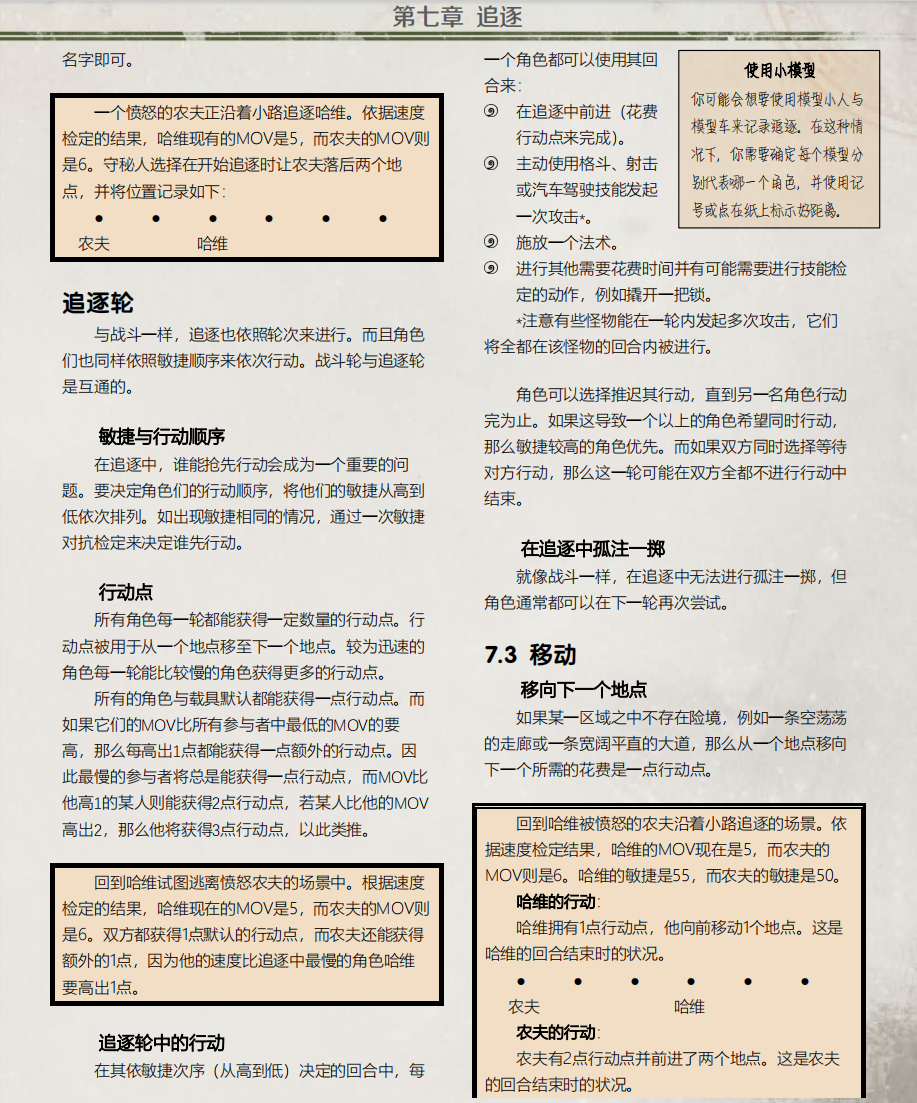 第七章 追逐
名字即可。
一个愤怒的农夫正沿着小路追逐哈维。依据速度
检定的结果，哈维现有的MOV是5，而农夫的MOV则
是6。守秘人选择在开始追逐时让农夫落后两个地
点，并将位置记录如下：
● ● ● ● ● ●
农夫 哈维
追逐轮
与战斗一样，追逐也依照轮次来进行。而且角色
们也同样依照敏捷顺序来依次行动。战斗轮与追逐轮
是互通的。
敏捷与行动顺序
在追逐中，谁能抢先行动会成为一个重要的问
题。要决定角色们的行动顺序，将他们的敏捷从高到
低依次排列。如出现敏捷相同的情况，通过一次敏捷
对抗检定来决定谁先行动。
行动点
所有角色每一轮都能获得一定数量的行动点。行
动点被用于从一个地点移至下一个地点。较为迅速的
角色每一轮能比较慢的角色获得更多的行动点。
所有的角色与载具默认都能获得一点行动点。而
如果它们的MOV比所有参与者中最低的MOV的要
高，那么每高出1点都能获得一点额外的行动点。因
此最慢的参与者将总是能获得一点行动点，而MOV比
他高1的某人则能获得2点行动点，若某人比他的MOV
高出2，那么他将获得3点行动点，以此类推。
回到哈维试图逃离愤怒农夫的场景中。根据速度
检定的结果，哈维现在的MOV是5，而农夫的MOV则
是6。双方都获得1点默认的行动点，而农夫还能获得
额外的1点，因为他的速度比追逐中最慢的角色哈维
要高出1点。
追逐轮中的行动
在其依敏捷次序（从高到低）决定的回合中，每
一个角色都可以使用其回
合来：
在追逐中前进（花费
行动点来完成）。
主动使用格斗、射击
或汽车驾驶技能发起
一次攻击*。
施放一个法术。
进行其他需要花费时间并有可能需要进行技能检
定的动作，例如撬开一把锁。
*注意有些怪物能在一轮内发起多次攻击，它们
将全都在该怪物的回合内被进行。
使用小模型
你可能会想要使用模型小人与
模型车来记录追逐。在这种情
况下，你需要确定每个模型分
别代表哪一个角色，并使用记
号或点在纸上标示好距离。
角色可以选择推迟其行动，直到另一名角色行动
完为止。如果这导致一个以上的角色希望同时行动，
那么敏捷较高的角色优先。而如果双方同时选择等待
对方行动，那么这一轮可能在双方全都不进行行动中
结束。
在追逐中孤注一掷
就像战斗一样，在追逐中无法进行孤注一掷，但
角色通常都可以在下一轮再次尝试。
7.3 移动
移向下一个地点
如果某一区域之中不存在险境，例如一条空荡荡
的走廊或一条宽阔平直的大道，那么从一个地点移向
下一个所需的花费是一点行动点。
回到哈维被愤怒的农夫沿着小路追逐的场景。依
据速度检定结果，哈维的MOV现在是5，而农夫的
MOV则是6。哈维的敏捷是55，而农夫的敏捷是50。
哈维的行动：
哈维拥有1点行动点，他向前移动1个地点。这是
哈维的回合结束时的状况。
● ● ● ● ● ●
农夫 哈维
农夫的行动：
农夫有2点行动点并前进了两个地点。这是农夫
的回合结束时的状况。